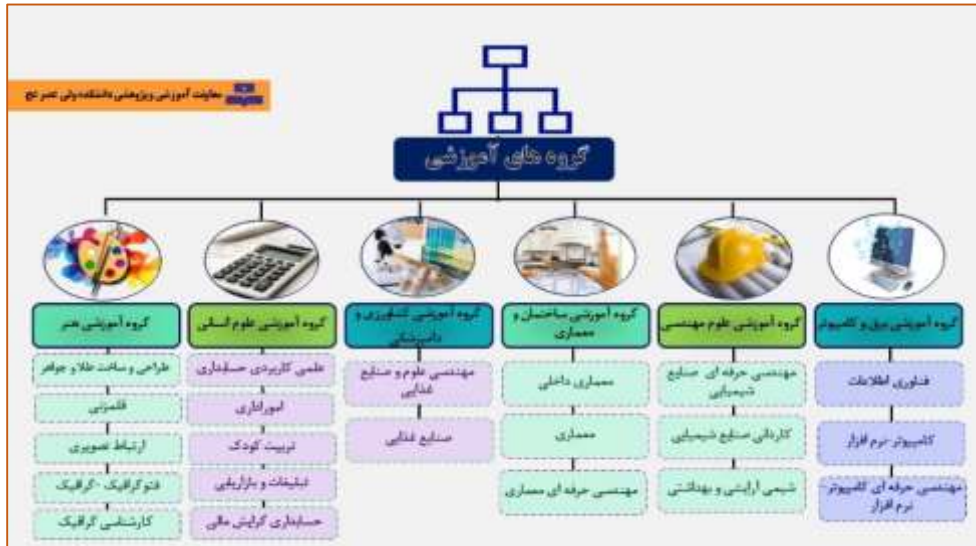 معاونت آموزشی وپژوهشی دانشکده ولی عصر عج
گروه های آموزشی
گروه آموزشی برق و کامپیوتر
فناوری اطلاعات
کامپیوتر -نرم افزار
مهندسی حرفه ای کامپیوتر-
نرم افزار
گروه آموزشی علوم مهندسی
مهندسی حرفه ای صنایع
شیمیایی
کاردانی صنایع شیمیایی
شیمی آرایشی و بهداشتی
گروه آموزشی ساختمان و
معماری
معماری داخلی
معماری
مهندسی حرفه ای معماری
گروه آموزشی کشاورزی و
دامپزشکی
مهندسی علوم و صنایع
غذایی
صنایع غذایی
گروه آموزشی علوم انسانی
علمی کاربردی حسابداری
اموراداری
تربیت کودک
تبلیغات و بازاریابی
حسابداری گرایش مالی
گروه آموزشی هنر
طراحی و ساخت طلا و جواهر
قلمزنی
ارتباط تصویری
فتوگرافیک -گرافیک
کارشناسی گرافیک